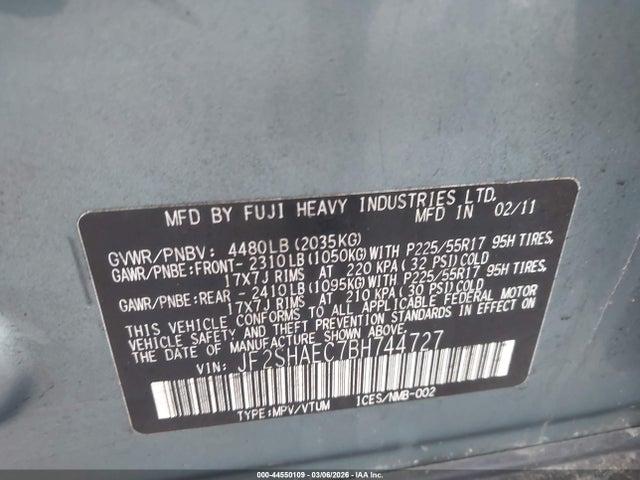 MFD BY FUJI HEAVY INDUSTRIES LTD.
MFD IN 02/11
GVWR/PNBV: 4480LB(2035KG)
GAWR/PNBE:FRONT- 2310LB(1050KG)WITH P225/55R17 95H TIRES,
17X7J RIMS AT 220 KPA(32 PSI)COLD
GAWR/PNBE:REAR - 2410LB(1095KG)WITH P225/55R17 95H TIRES,
17X7J RIMS AT 210 KPA(30 PSI)COLD
THIS VEHICLE CONFORMS TO ALL APPLICABLE FEDERAL MOTOR
VEHICLE SAFETY AND THEFT PREVENTION STANDARDS IN EFFECT ON
THE DATE OF MANUFACTURE SHOWN ABOVE.
VIN: JF2SHAEC7BH744727
TYPE:MPV/VTUM ICES/NMB-002
000-44550109 - 03/06/2026 - IAA Inc.